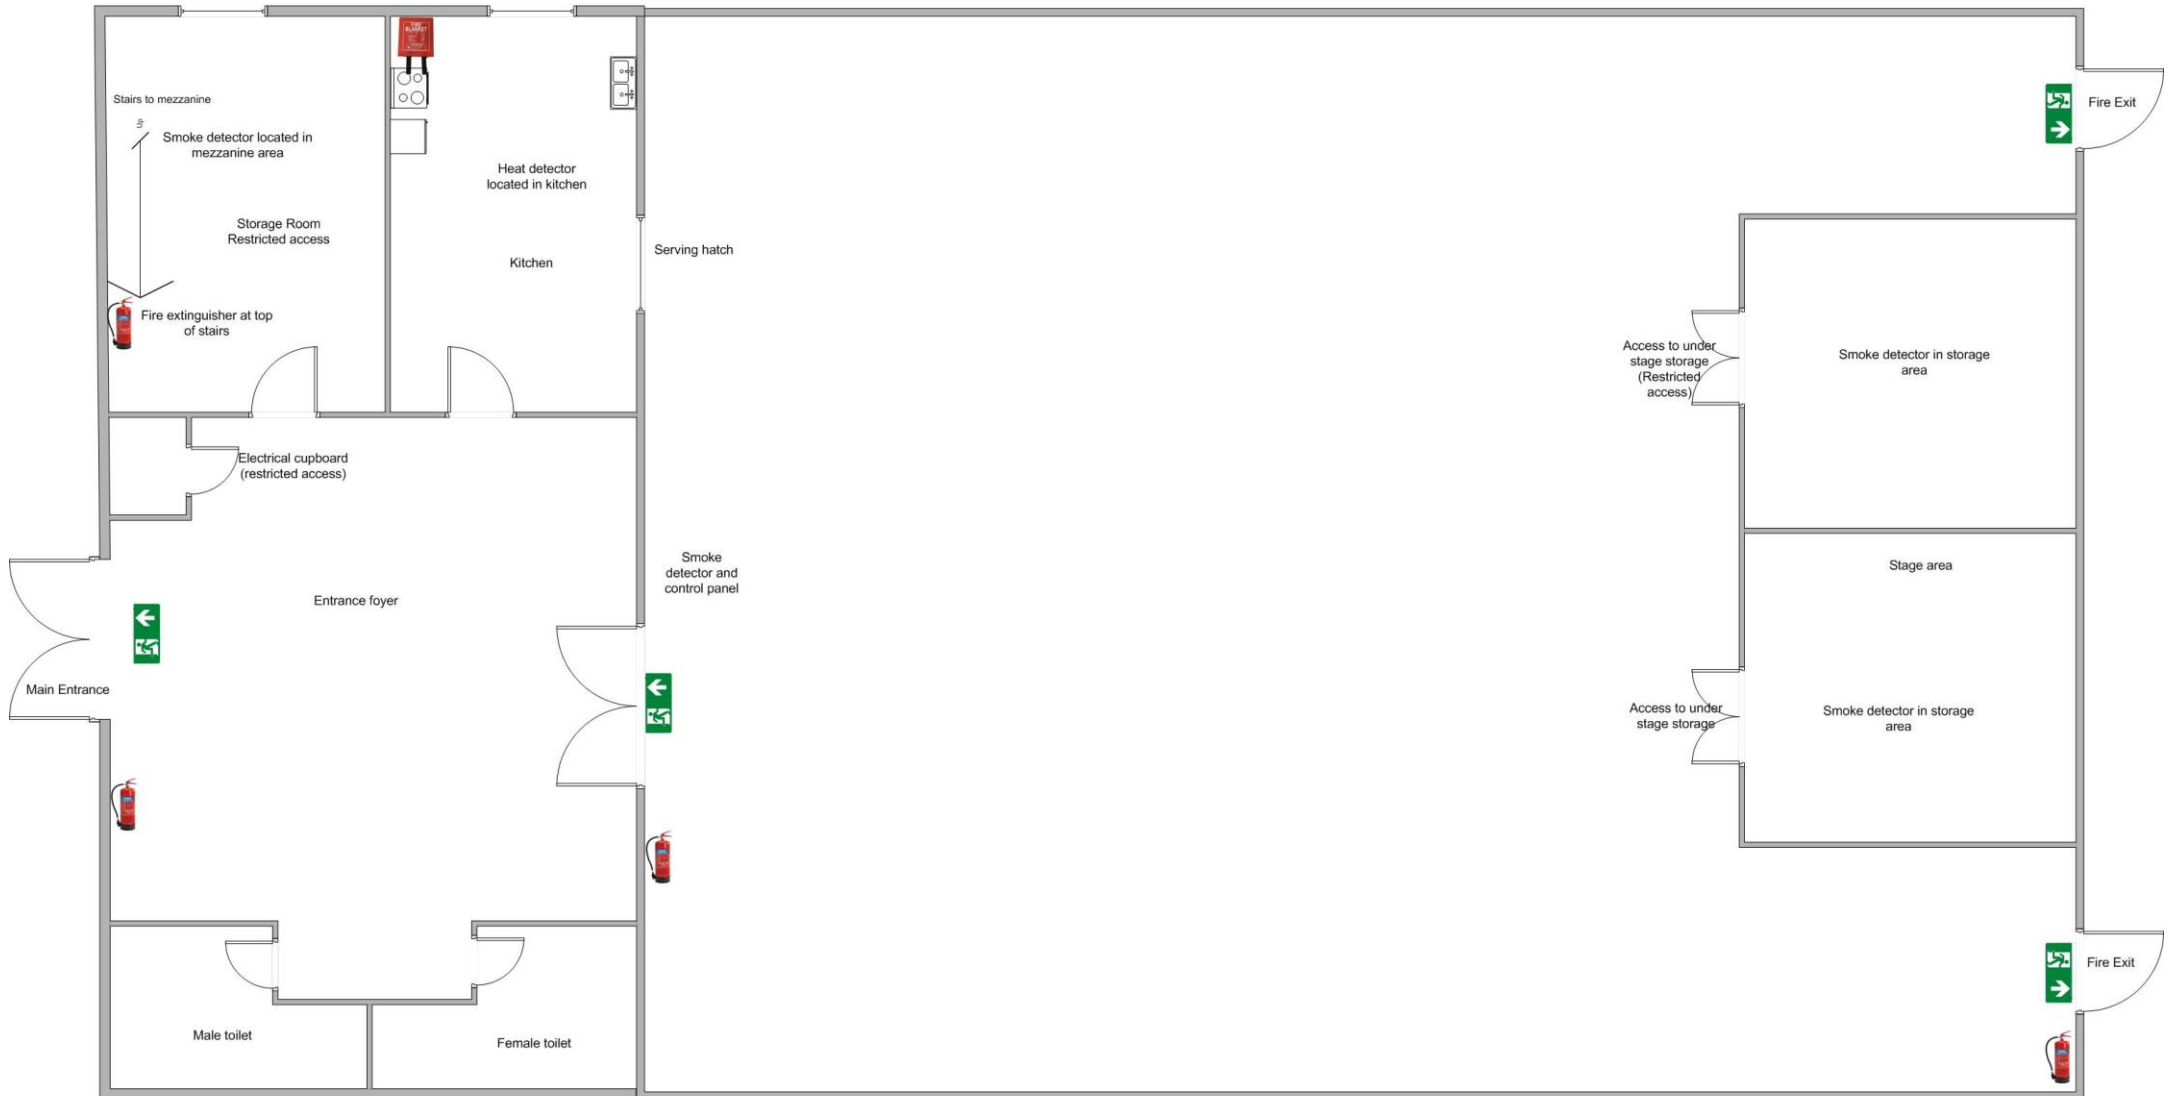 FIRE
BLANKET
Stairs to mezzanine
Up
Smoke detector located in
mezzanine area
Storage Room
Restricted access
Fire extinguisher at top
of stairs
Heat detector
located in kitchen
Kitchen
Serving hatch
Electrical cupboard
(restricted access)
Entrance foyer
Main Entrance
Smoke
detector and
control panel
Male toilet
Female toilet
Access to under
stage storage
(Restricted
access)
Smoke detector in storage
area
Stage area
Access to under
stage storage
Smoke detector in storage
area
Fire Exit
Fire Exit